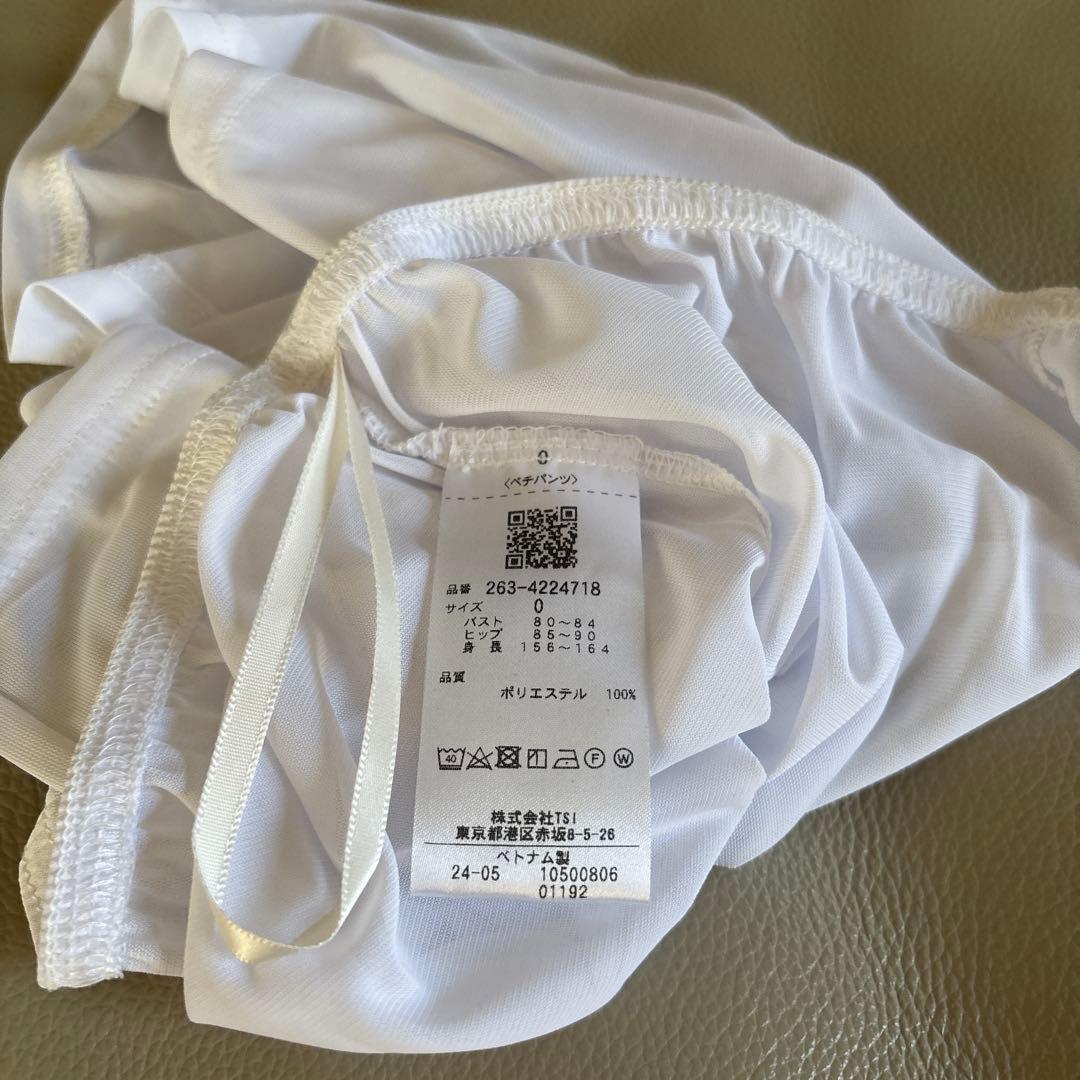 0
〈ペチパンツ〉
品番 263-4224718
サイズ 0
バスト 80～84
ヒップ 85～90
身長 156～164
品質
ポリエステル 100%
40 F W
株式会社TSI
東京都港区赤坂8-5-26
ベトナム製
24-05 10500806
01192